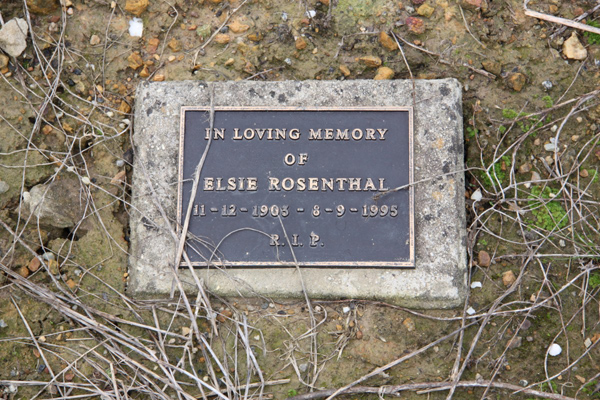 IN LOVING MEMORY
OF
ELSIE ROSENTHAL
11-12-1903 - 8-9-1995
R.I.P.